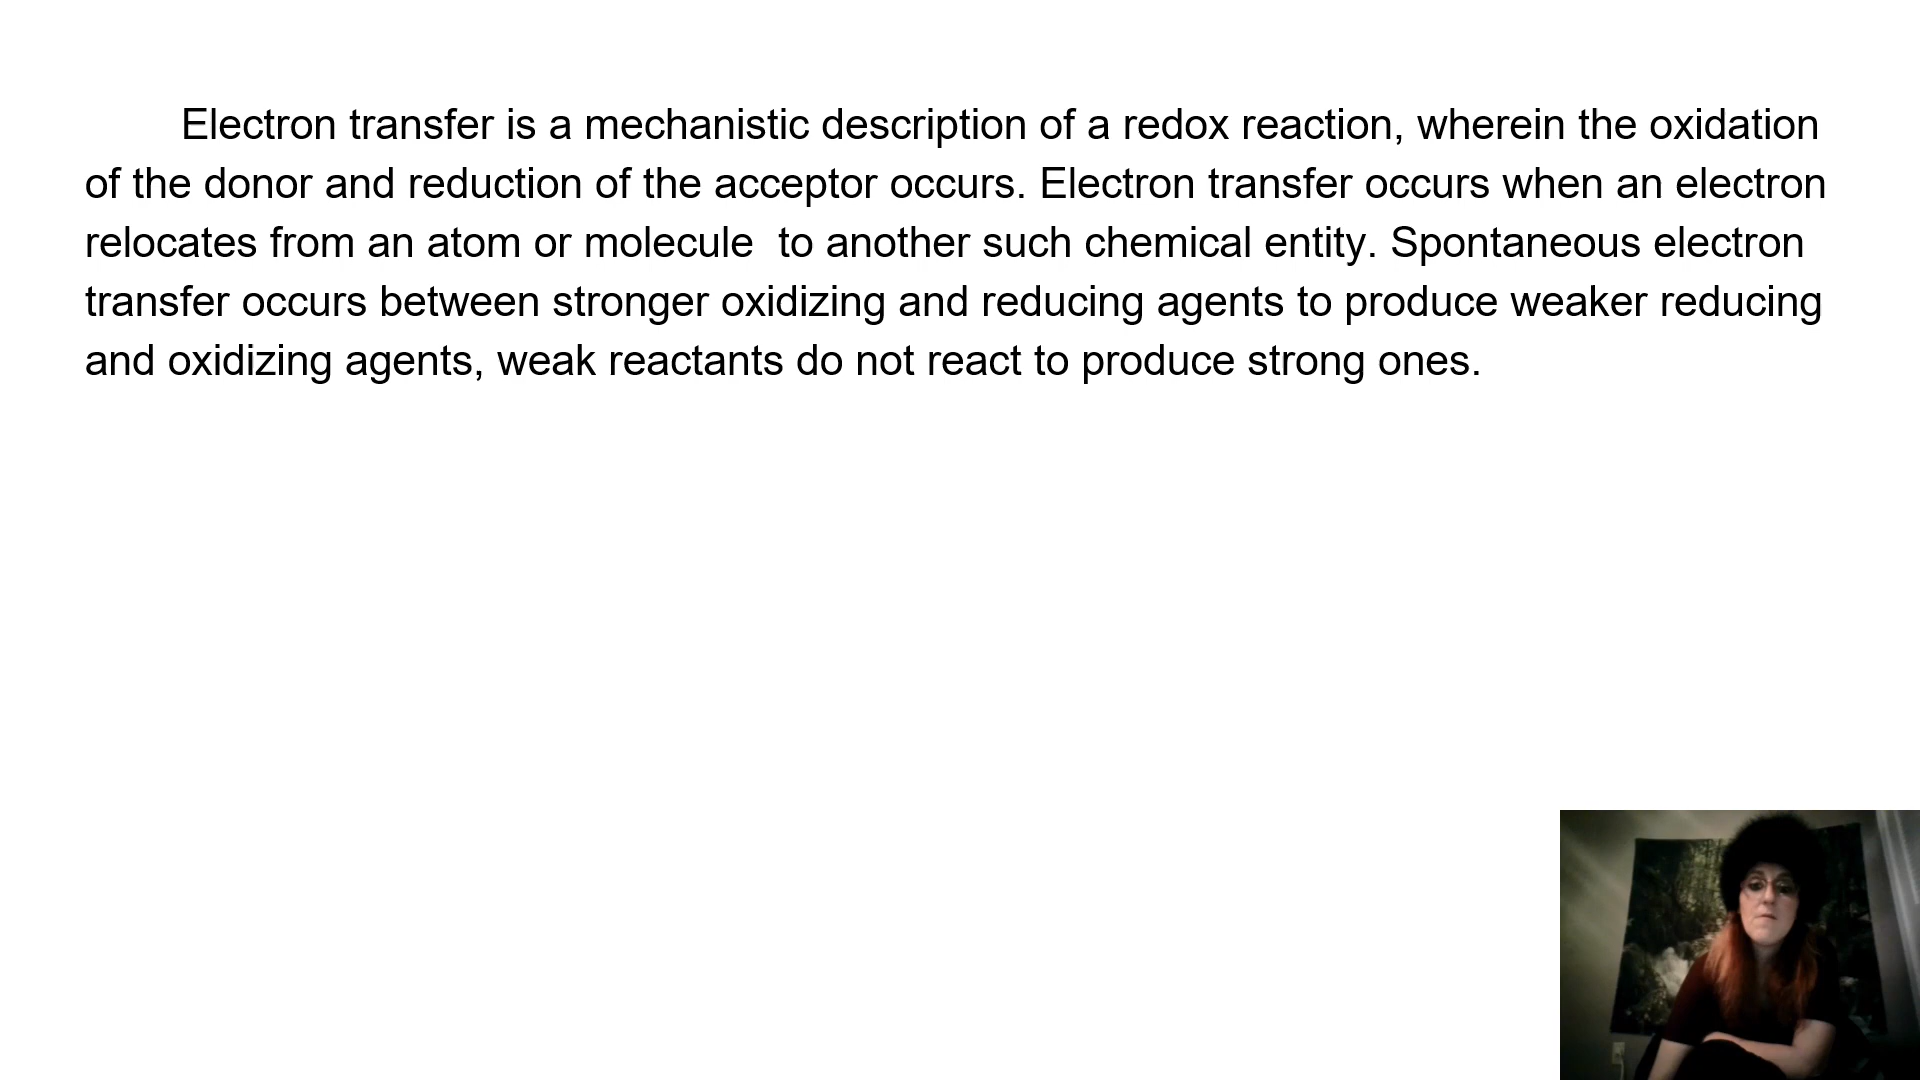 Electron transfer is a mechanistic description of a redox reaction, wherein the oxidation
of the donor and reduction of the acceptor occurs. Electron transfer occurs when an electron
relocates from an atom or molecule  to another such chemical entity. Spontaneous electron
transfer occurs between stronger oxidizing and reducing agents to produce weaker reducing
and oxidizing agents, weak reactants do not react to produce strong ones.